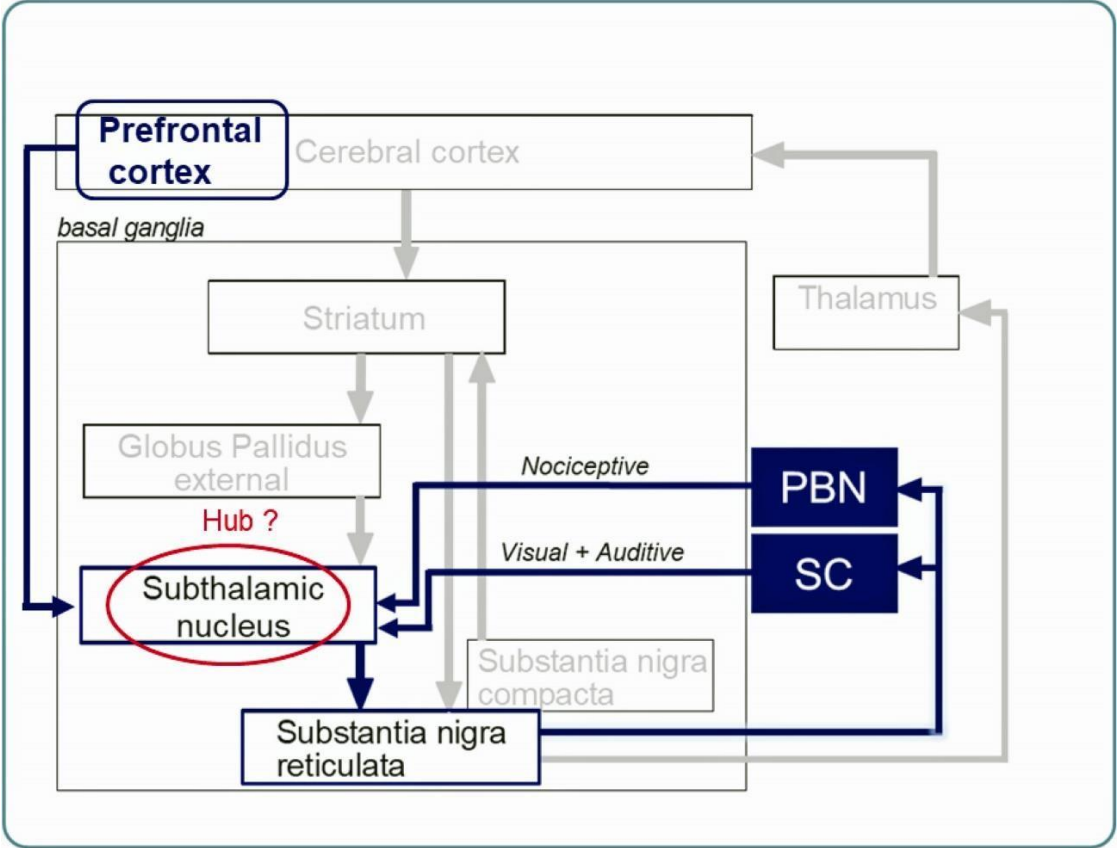 Prefrontal
cortex
Cerebral cortex
basal ganglia
Striatum
Thalamus
Globus Pallidus
external
Nociceptive
PBN
Hub ?
Visual + Auditive
SC
Subthalamic
nucleus
Substantia nigra
compacta
Substantia nigra
reticulata